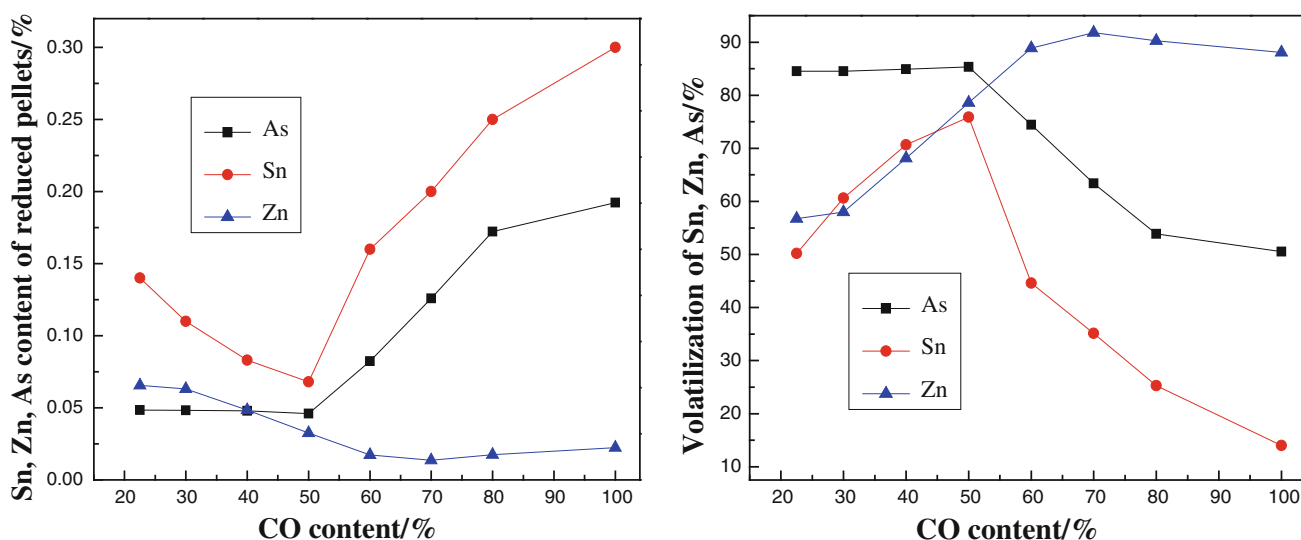 Sn, Zn, As content of reduced pellets/%
0.30
0.25
0.20
0.15
0.10
0.05
0.00
As
Sn
Zn
20 30 40 50 60 70 80 90 100
CO content/%
Volatilization of Sn, Zn, As/%
90
80
70
60
50
40
30
20
10
As
Sn
Zn
20 30 40 50 60 70 80 90 100
CO content/%